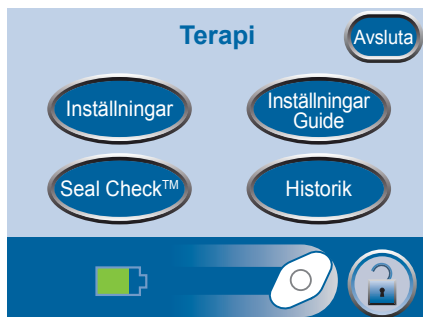 Terapi
Avsluta
Inställningar
Inställningar
Guide
Seal Check™
Historik